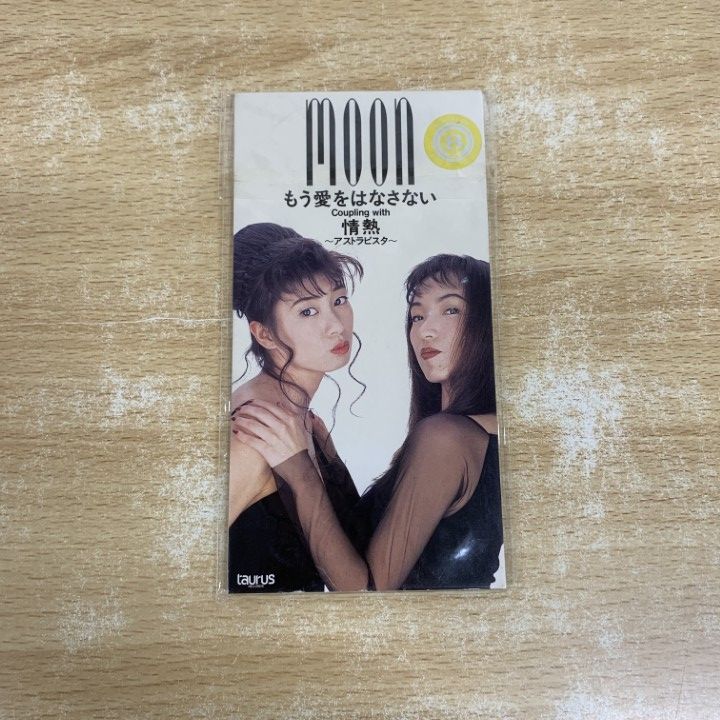 moon
もう愛をはなさない
Coupling with
情熱
～アストラビスタ～
taurus